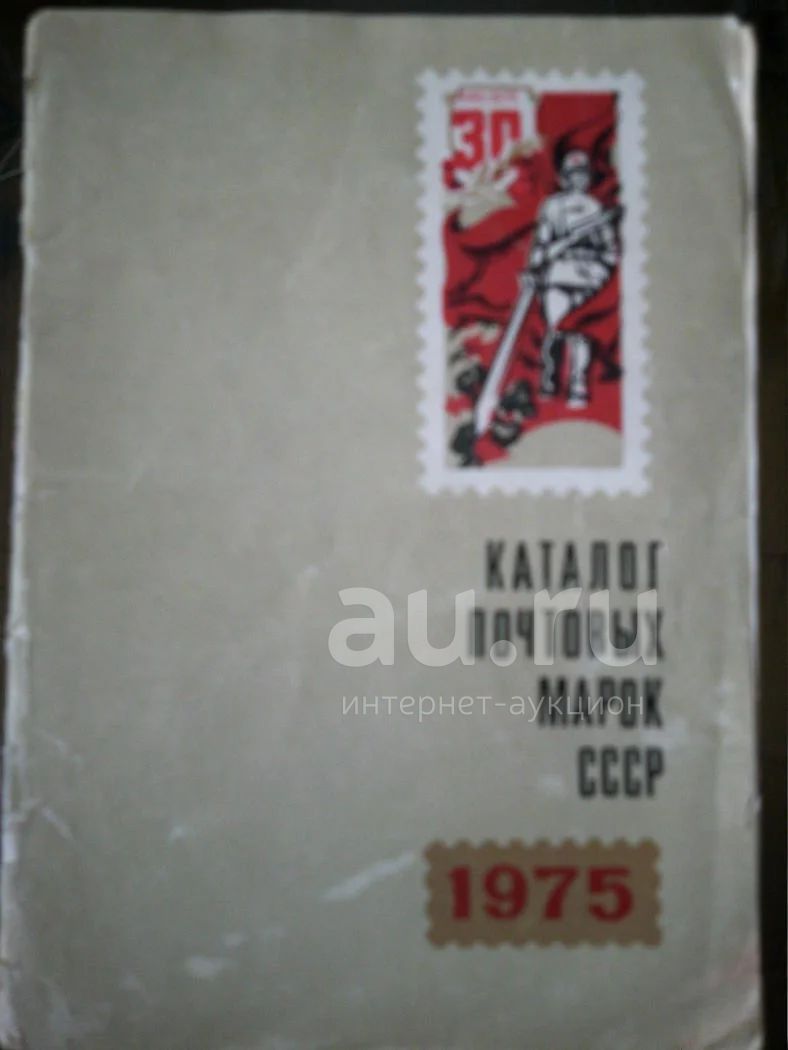 30
КАТАЛОГ
ПОЧТОВЫХ
au.ru
МАРОК
интернет-аукцион
СССР
1975